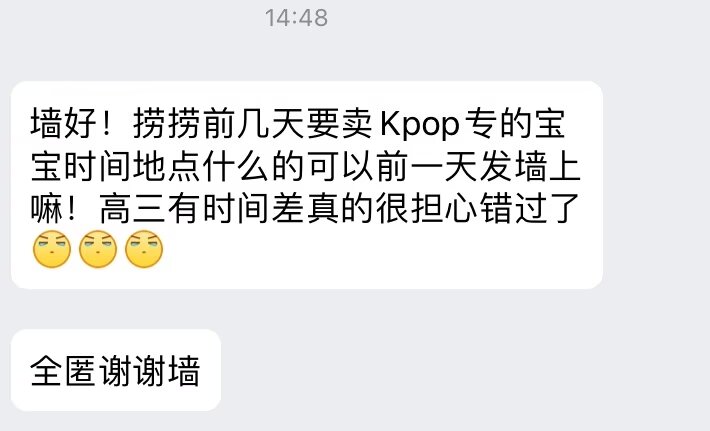 14:48
墙好！捞捞前几天要卖Kpop专的宝
宝时间地点什么的可以前一天发墙上
嘛！高三有时间差真的很担心错过了
🙄🙄🙄
全匿谢谢墙